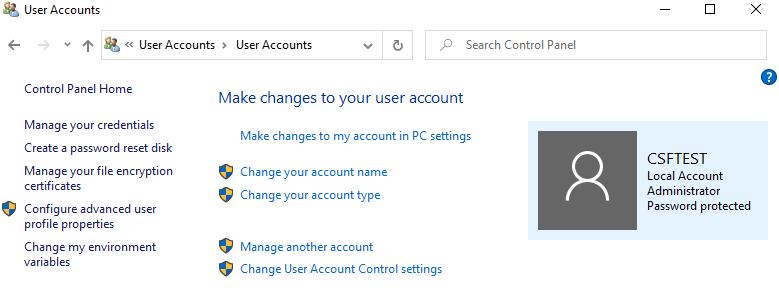 User Accounts
User Accounts
User Accounts
Search Control Panel
Control Panel Home
Manage your credentials
Create a password reset disk
Manage your file encryption
certificates
Configure advanced user
profile properties
Change my environment
variables
Make changes to your user account
Make changes to my account in PC settings
Change your account name
Change your account type
Manage another account
Change User Account Control settings
CSFTEST
Local Account
Administrator
Password protected